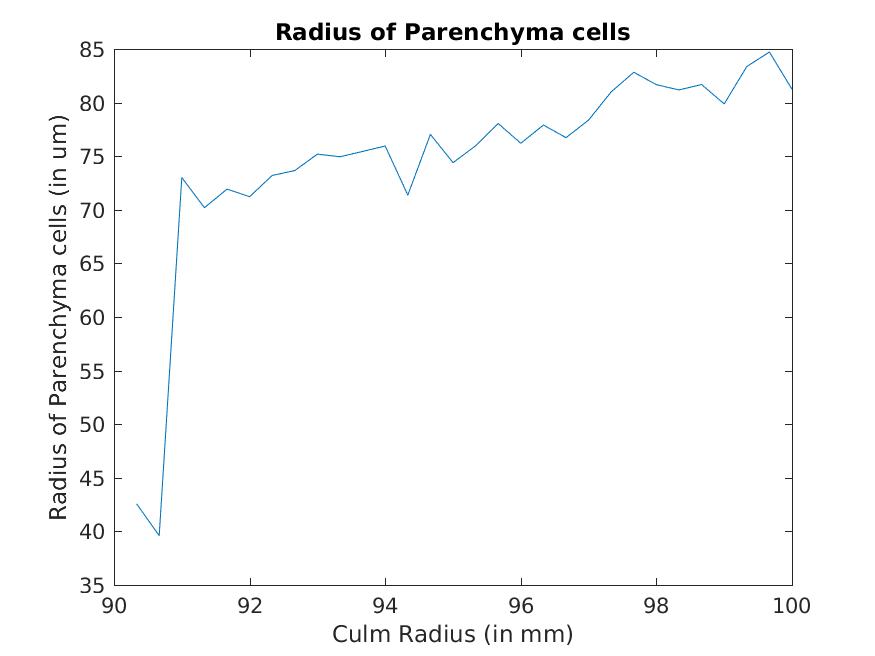 Radius of Parenchyma cells
Radius of Parenchyma cells (in um)
85
80
75
70
65
60
55
50
45
40
35
90 92 94 96 98 100
Culm Radius (in mm)